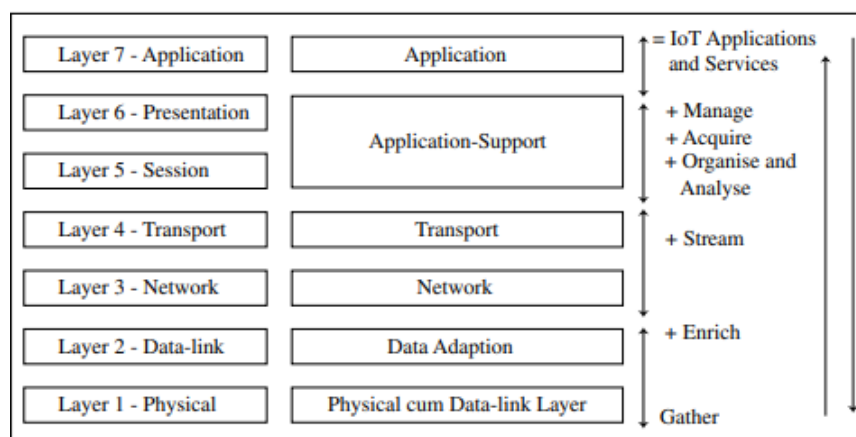 Layer 7 - Application
Application
= IoT Applications
and Services
Layer 6 - Presentation
Application-Support
+ Manage
+ Acquire
+ Organise and
Analyse
Layer 5 - Session
Layer 4 - Transport
Transport
+ Stream
Layer 3 - Network
Network
Layer 2 - Data-link
Data Adaption
+ Enrich
Layer 1 - Physical
Physical cum Data-link Layer
Gather